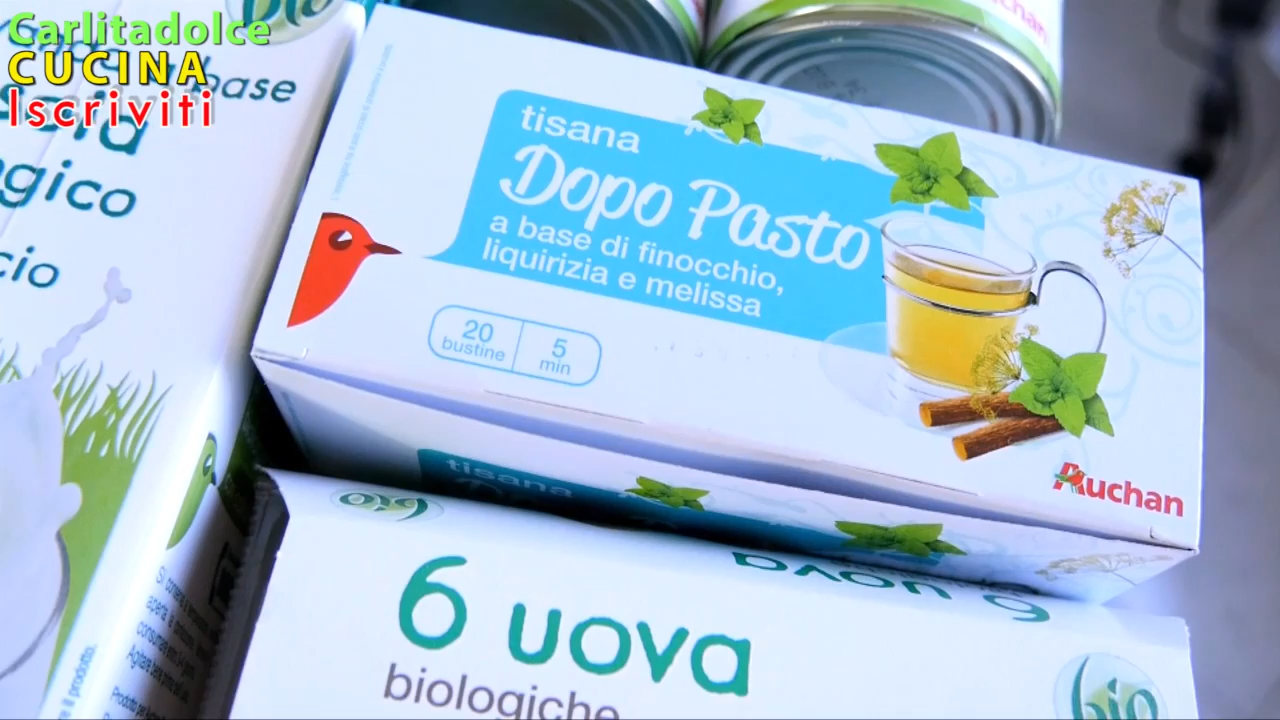 Carlitadolce
CUCINA
Iscriviti
bio
base
gico
cio
tisana
Dopo Pasto
a base di finocchio,
liquirizia e melissa
20
bustine
5
min
Auchan
tisana
bio
6 uova
biologiche
6 uova
bio